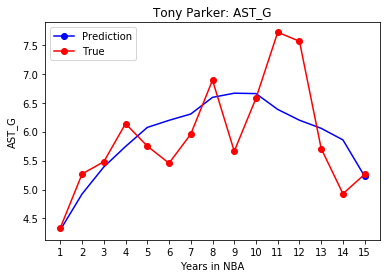 Tony Parker: AST_G
Prediction
True
AST_G
7.5
7.0
6.5
6.0
5.5
5.0
4.5
1 2 3 4 5 6 7 8 9 10 11 12 13 14 15
Years in NBA